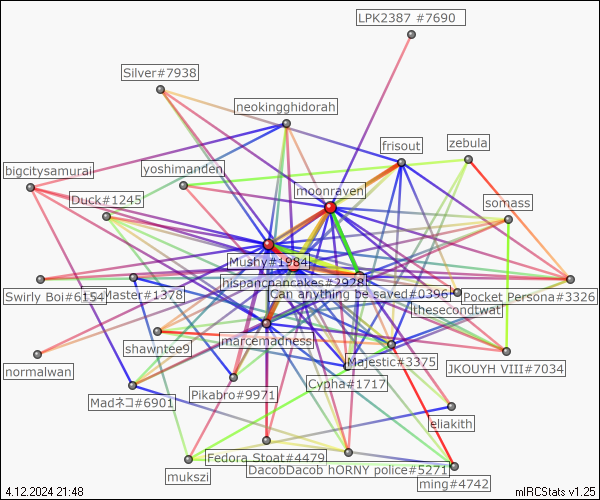 LPK2387 #7690
Silver#7938
neokingghidorah
frisout
zebula
bigcitysamurai
yoshimanden
moonraven
Duck#1245
somass
Mushy#1984
hispangpancakes#2928
Can anything be saved#0396
Swirly Boi#6154
Master#1378
Pocket Persona#3326
thesecondtwat
marcemadness
shawntee9
Majestic#3375
normalwan
JKOUYH VIII#7034
Cypha#1717
Pikabro#9971
Madネコ#6901
eliakith
Fedora_Stoat#4479
DacobDacob hORNY police#5271
mukszi
ming#4742
4.12.2024 21:48
mIRCStats v1.25